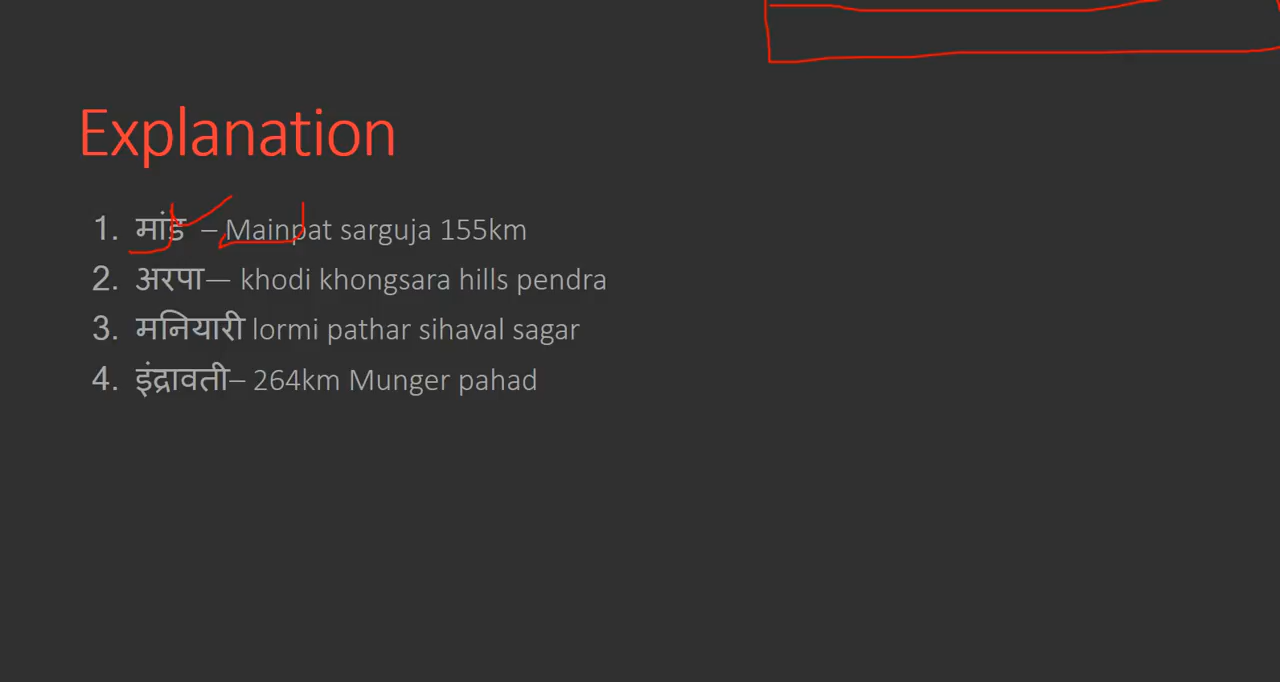 Explanation
1. मांड – Mainpat sarguja 155km
2. अरपा— khodi khongsara hills pendra
3. मनियारी lormi pathar sihaval sagar
4. इंद्रावती– 264km Munger pahad